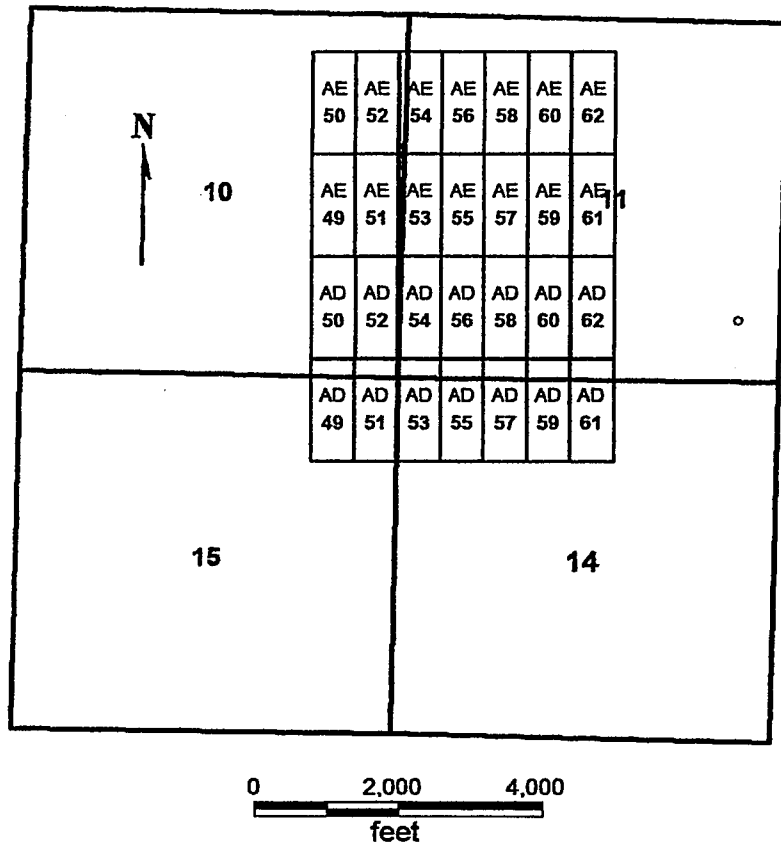 AE AE AE AE AE AE AE
50 52 54 56 58 60 62
N
10
AE AE AE AE AE AE AE
49 51 53 55 57 59 61
11
AD AD AD AD AD AD AD
50 52 54 56 58 60 62
AD AD AD AD AD AD AD
49 51 53 55 57 59 61
15
14
0 2,000 4,000
feet